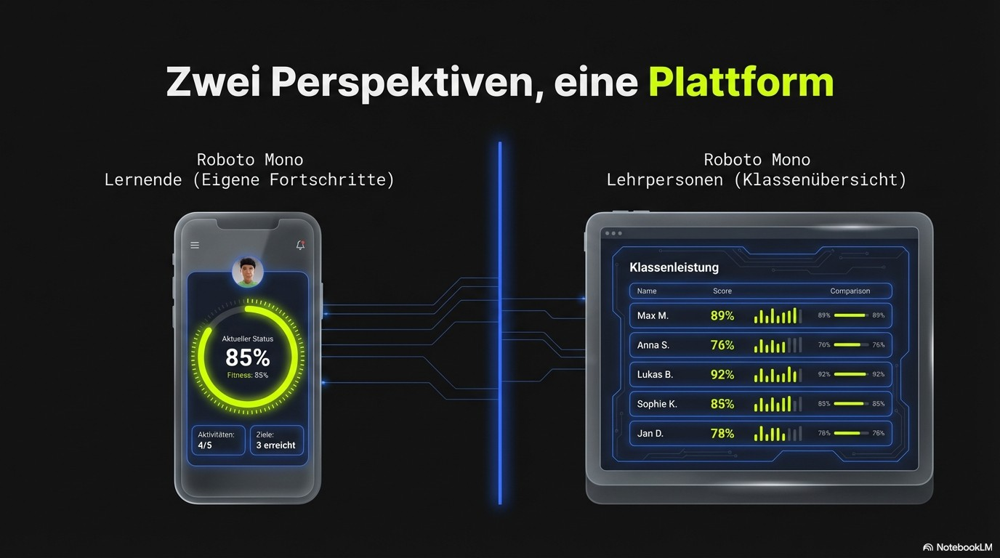 Zwei Perspektiven, eine Plattform
Roboto Mono
Lernende (Eigene Fortschritte)
Aktueller Status
85%
Fitness: 85%
Aktivitäten:
4/5
Ziele:
3 erreicht
Roboto Mono
Lehrpersonen (Klassenübersicht)
Klassenleistung
Name Score Comparison
Max M. 89% 89% 89%
Anna S. 76% 76% 76%
Lukas B. 92% 92% 92%
Sophie K. 85% 85% 85%
Jan D. 78% 78% 76%
NotebookLM